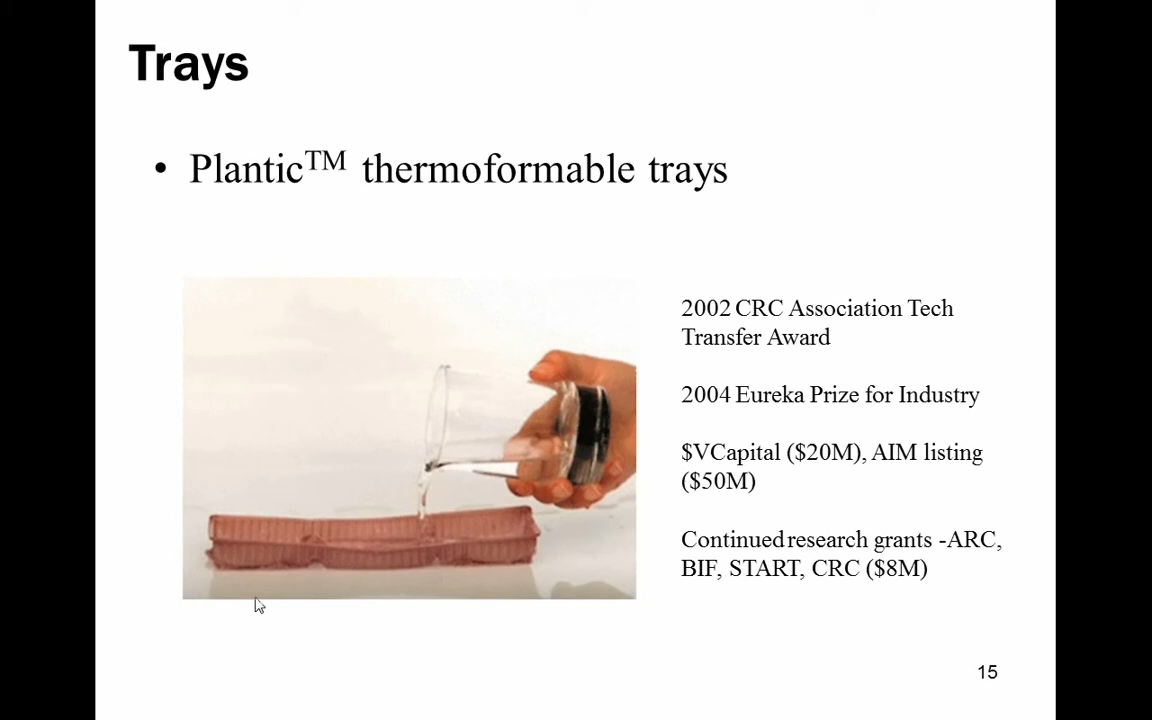 Trays
• Plantic™ thermoformable trays
2002 CRC Association Tech
Transfer Award
2004 Eureka Prize for Industry
$VCapital ($20M), AIM listing
($50M)
Continued research grants -ARC,
BIF, START, CRC ($8M)
15